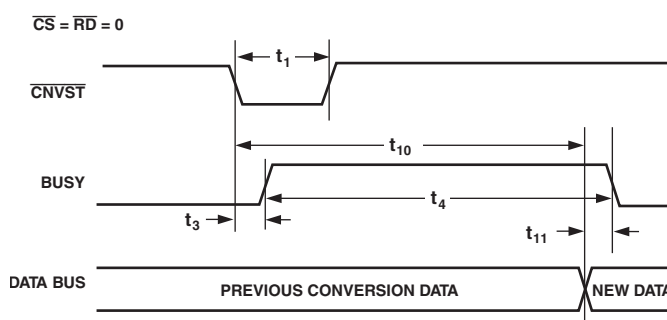 CS = RD = 0
t1
CNVST
t10
BUSY
t4
t3
t11
DATA BUS
PREVIOUS CONVERSION DATA
NEW DATA